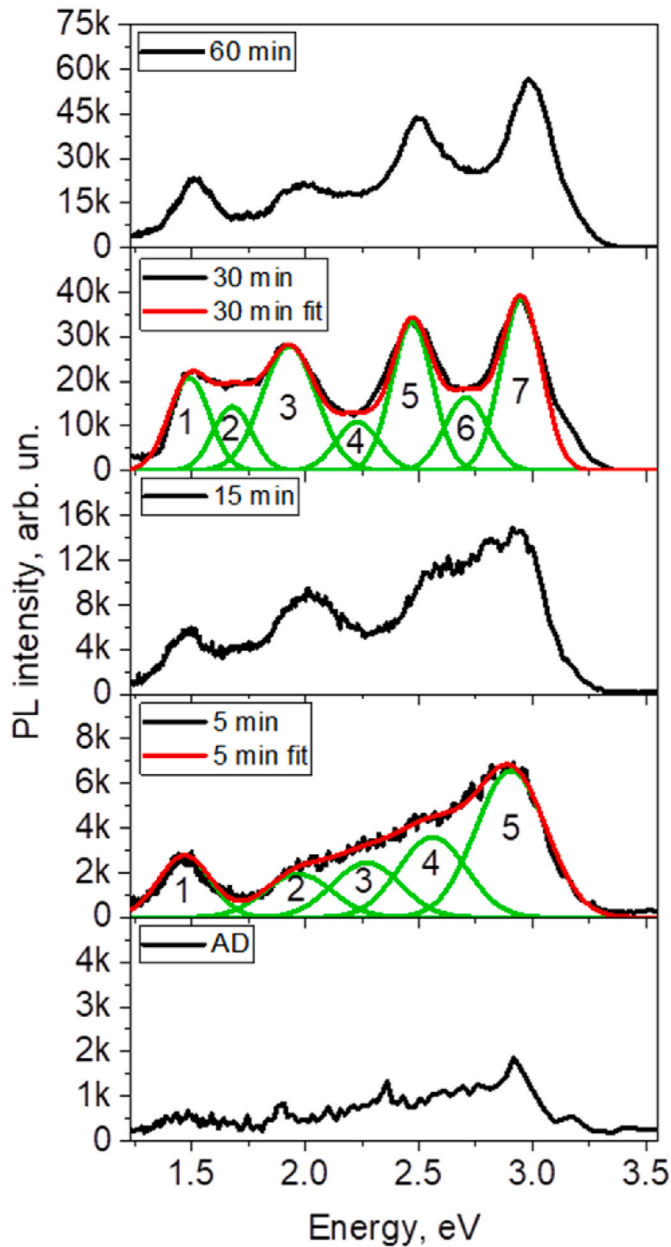 75k
60 min
60k
45k
30k
15k
0
30 min
40k
30 min fit
30k
20k
1
2
3
4
5
6
7
10k
0
16k
15 min
12k
8k
4k
0
8k
5 min
5 min fit
6k
4k
2k
1
2
3
4
5
0
AD
4k
3k
2k
1k
0
1.5
2.0
2.5
3.0
3.5
Energy, eV
PL intensity, arb. un.